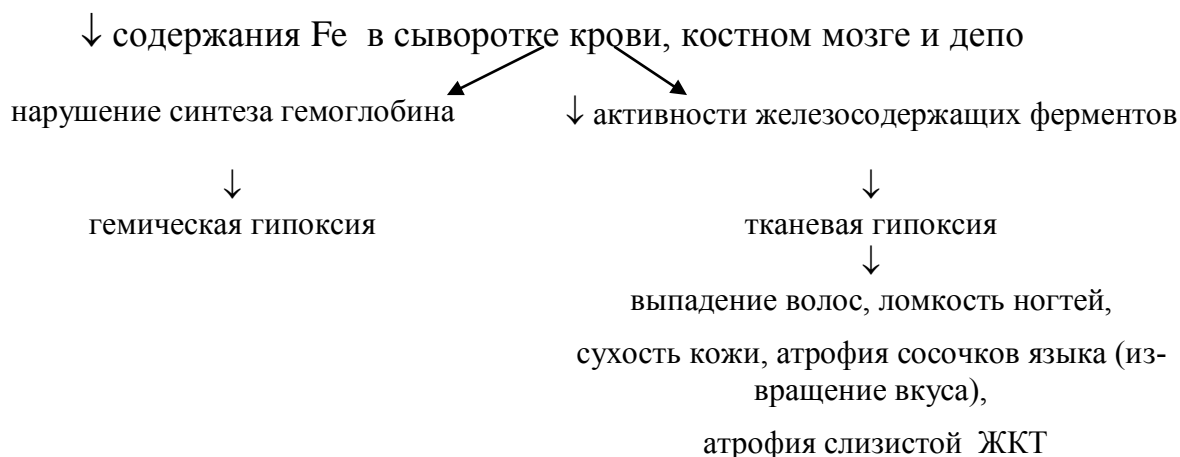 ↓ содержания Fe в сыворотке крови, костном мозге и депо
нарушение синтеза гемоглобина
↓ активности железосодержащих ферментов
↓
↓
гемическая гипоксия
тканевая гипоксия
↓
выпадение волос, ломкость ногтей,
сухость кожи, атрофия сосочков языка (из-
вращение вкуса),
атрофия слизистой ЖКТ